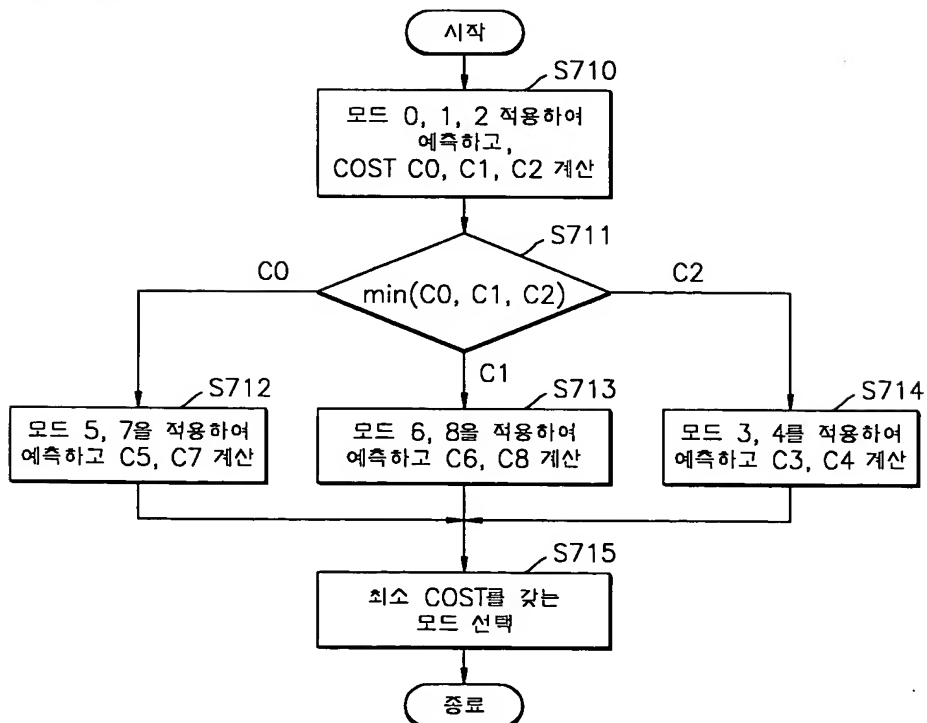 시작
S710
모드 0, 1, 2 적용하여
예측하고,
COST C0, C1, C2 계산
S711
C0
min(C0, C1, C2)
C2
C1
S712
모드 5, 7을 적용하여
예측하고 C5, C7 계산
S713
모드 6, 8을 적용하여
예측하고 C6, C8 계산
S714
모드 3, 4를 적용하여
예측하고 C3, C4 계산
S715
최소 COST를 갖는
모드 선택
종료